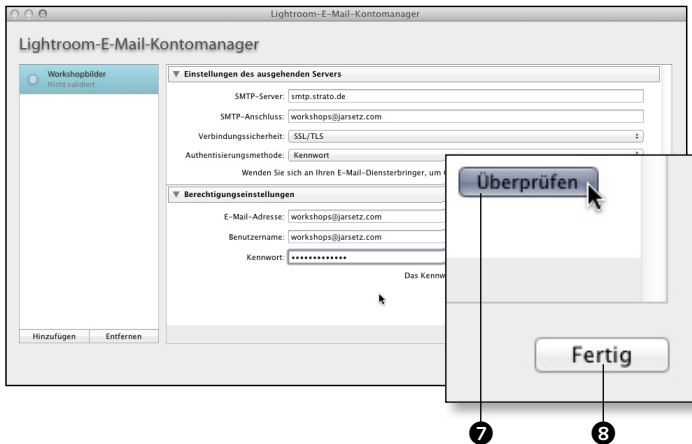 Lightroom-E-Mail-Kontomanager
Lightroom-E-Mail-Kontomanager
Workshopbilder
Nicht validiert
▼ Einstellungen des ausgehenden Servers
SMTP-Server: smtp.strato.de
SMTP-Anschluss: workshops@jarsetz.com
Verbindungssicherheit: SSL/TLS
Authentisierungsmethode: Kennwort
Wenden Sie sich an Ihren E-Mail-Diensterbringer, um
▼ Berechtigungseinstellungen
E-Mail-Adresse: workshops@jarsetz.com
Benutzername: workshops@jarsetz.com
Kennwort: •••••••••••••
Das Kennw
Hinzufügen Entfernen
Überprüfen
Fertig
7 8